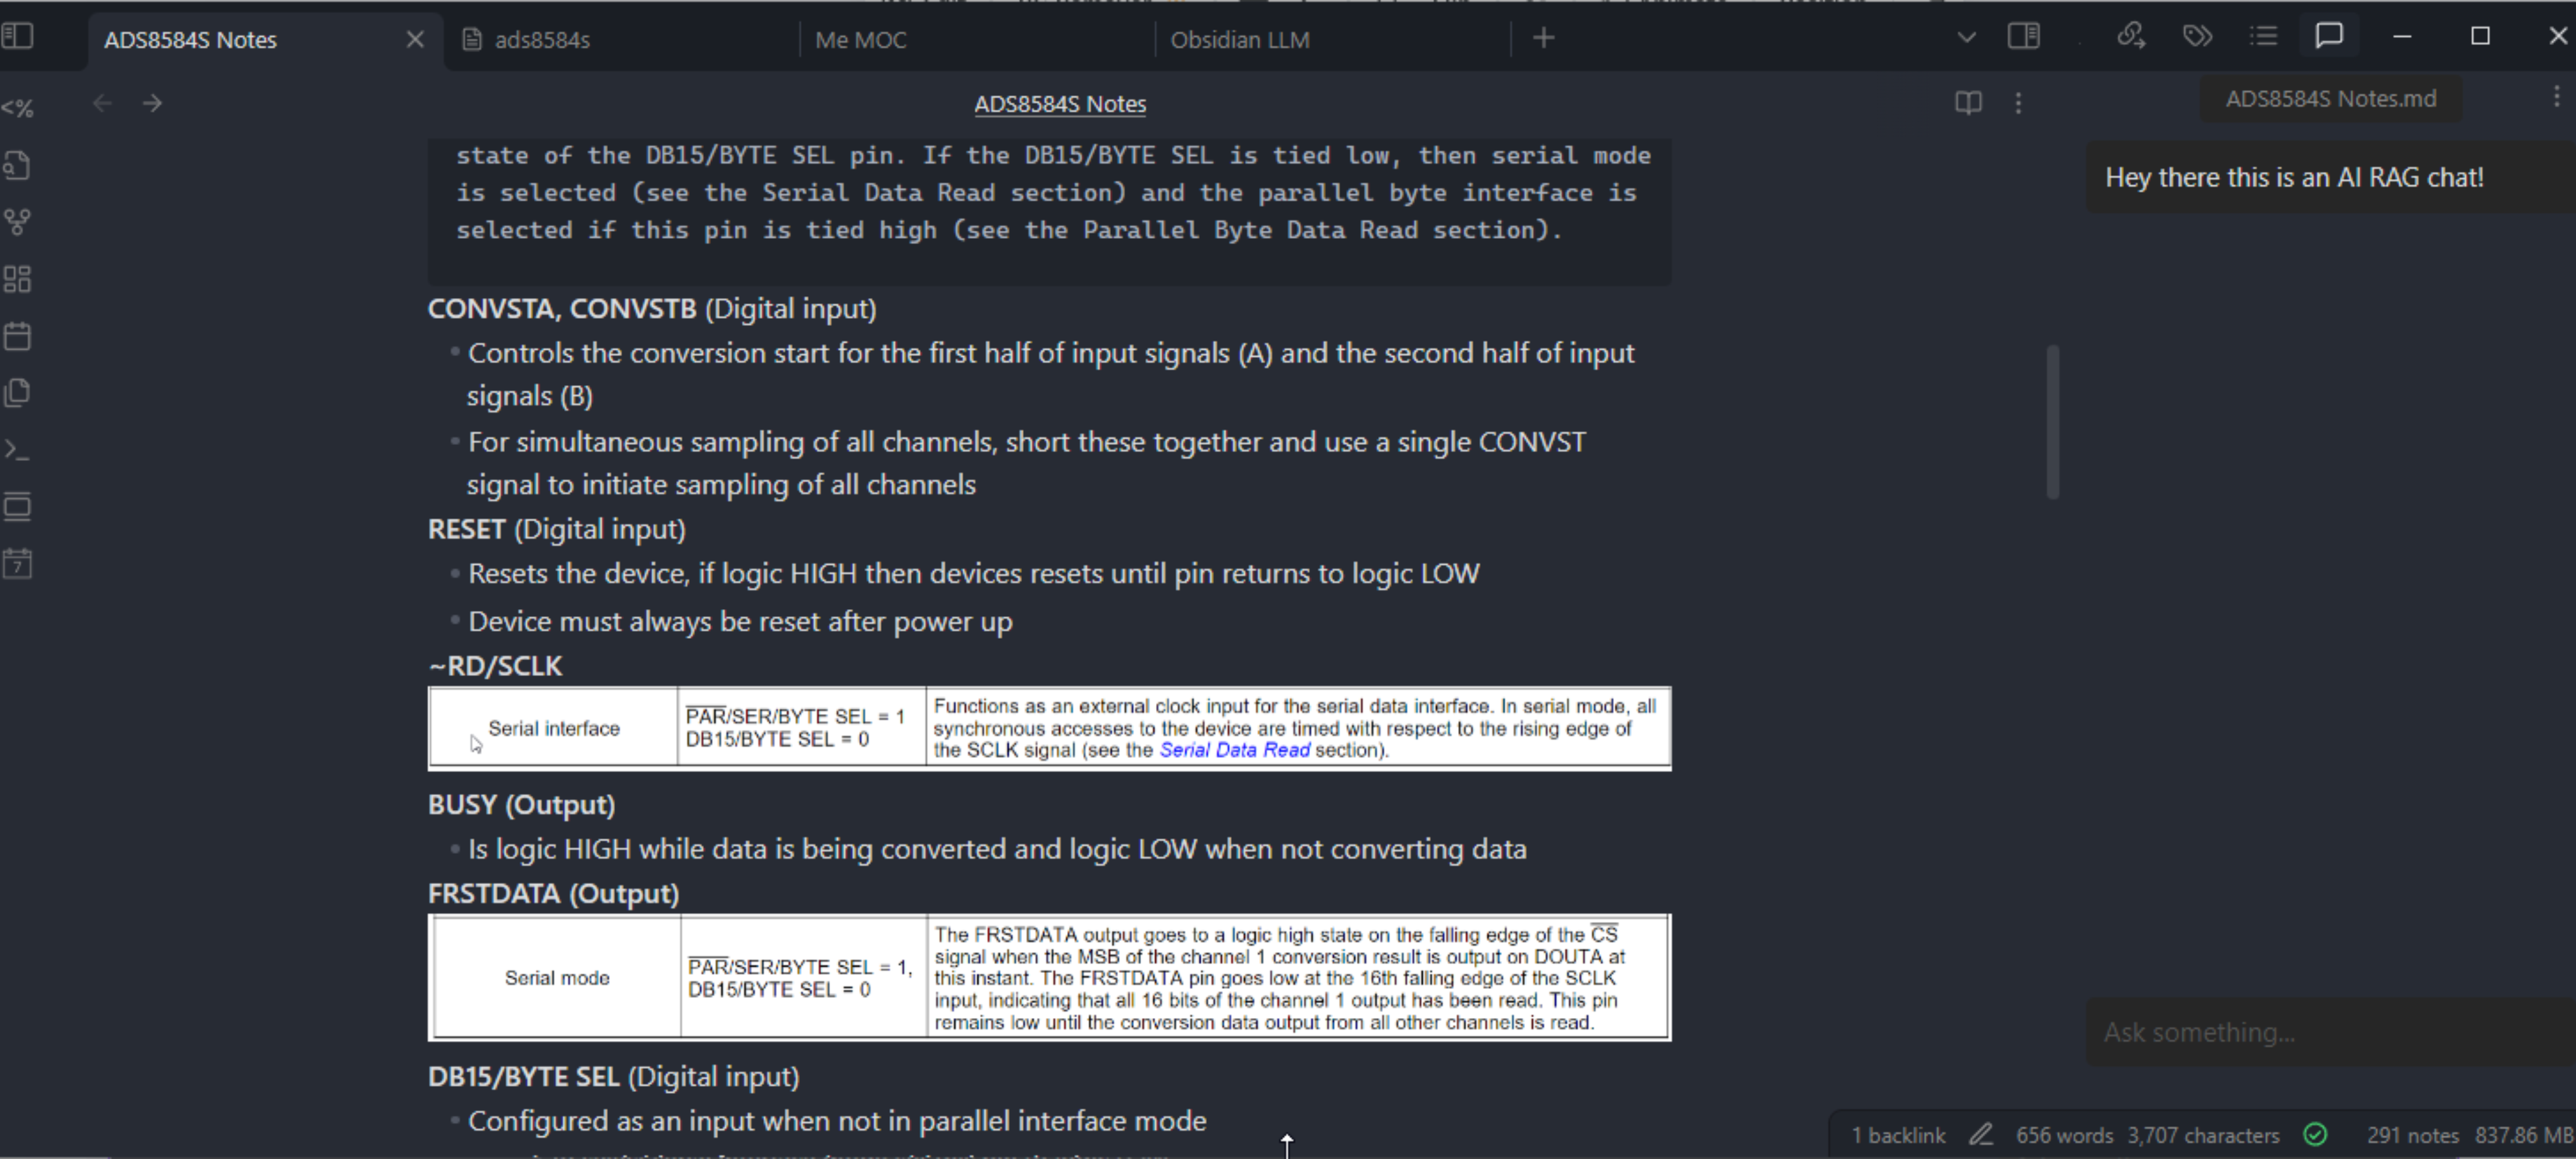 ADS8584S Notes
ads8584s
Me MOC
Obsidian LLM
ADS8584S Notes
ADS8584S Notes.md
Hey there this is an AI RAG chat!
state of the DB15/BYTE SEL pin. If the DB15/BYTE SEL is tied low, then serial mode
is selected (see the Serial Data Read section) and the parallel byte interface is
selected if this pin is tied high (see the Parallel Byte Data Read section).
CONVSTA, CONVSTB (Digital input)
• Controls the conversion start for the first half of input signals (A) and the second half of input
signals (B)
• For simultaneous sampling of all channels, short these together and use a single CONVST
signal to initiate sampling of all channels
RESET (Digital input)
• Resets the device, if logic HIGH then devices resets until pin returns to logic LOW
• Device must always be reset after power up
~RD/SCLK
Serial interface
PAR/SER/BYTE SEL = 1
DB15/BYTE SEL = 0
Functions as an external clock input for the serial data interface. In serial mode, all
synchronous accesses to the device are timed with respect to the rising edge of
the SCLK signal (see the Serial Data Read section).
BUSY (Output)
• Is logic HIGH while data is being converted and logic LOW when not converting data
FRSTDATA (Output)
Serial mode
PAR/SER/BYTE SEL = 1,
DB15/BYTE SEL = 0
The FRSTDATA output goes to a logic high state on the falling edge of the CS
signal when the MSB of the channel 1 conversion result is output on DOUTA at
this instant. The FRSTDATA pin goes low at the 16th falling edge of the SCLK
input, indicating that all 16 bits of the channel 1 output has been read. This pin
remains low until the conversion data output from all other channels is read.
DB15/BYTE SEL (Digital input)
• Configured as an input when not in parallel interface mode
Ask something...
1 backlink
656 words 3,707 characters
291 notes 837.86 MB
7